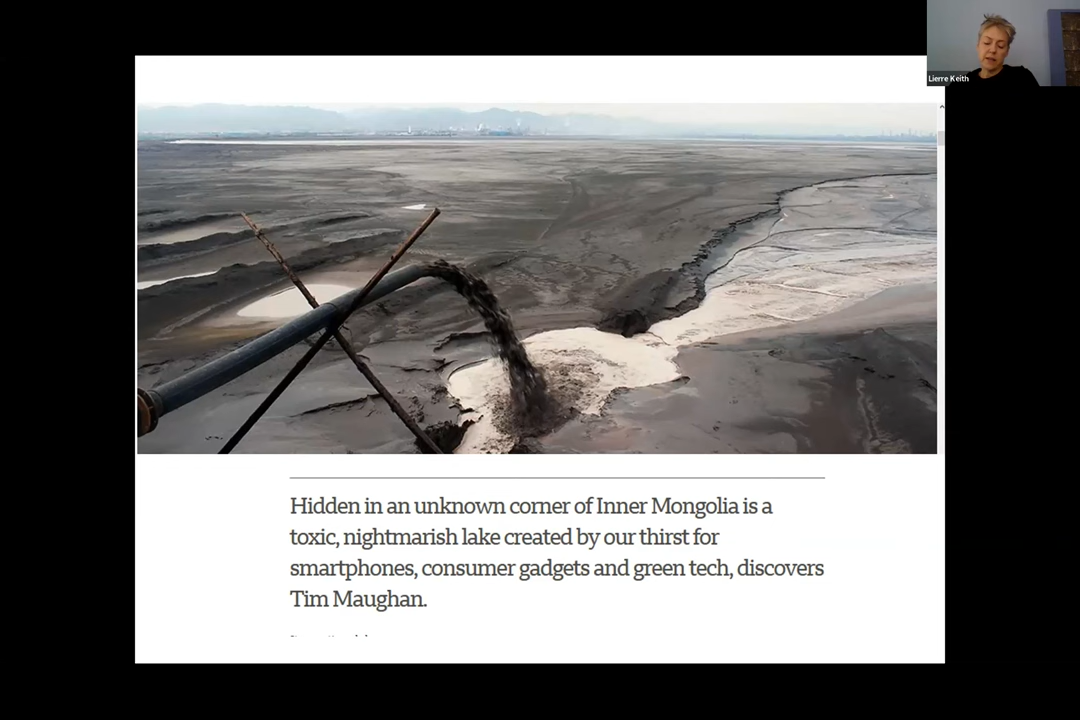 Lierre Keith
Hidden in an unknown corner of Inner Mongolia is a
toxic, nightmarish lake created by our thirst for
smartphones, consumer gadgets and green tech, discovers
Tim Maughan.